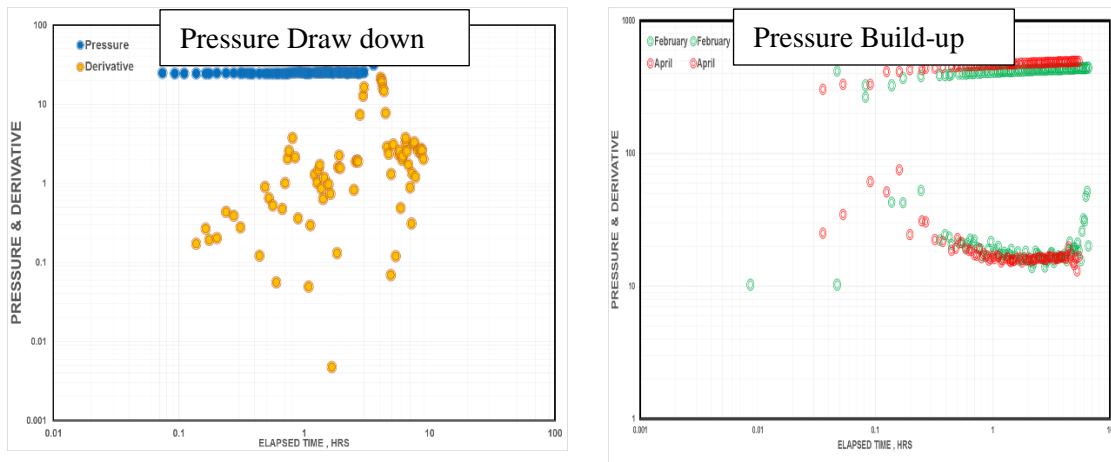 Pressure Draw down
Pressure
Derivative
100
10
1
0.1
0.01
0.001
PRESSURE & DERIVATIVE
0.01
0.1
1
10
100
ELAPSED TIME , HRS
Pressure Build-up
February February
April April
1000
100
10
1
PRESSURE & DERIVATIVE
0.001
0.01
0.1
1
10
ELAPSED TIME, HRS